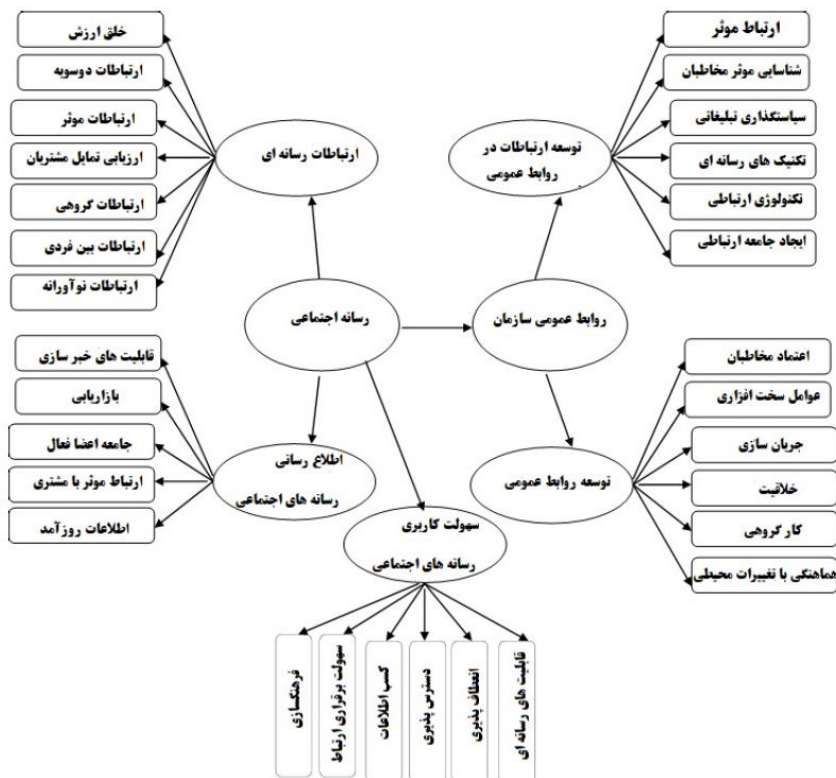 ارتباط موثر
شناسایی موثر مخاطبان
سیاستگذاری تبلیغاتی
تکنیک های رسانه ای
تکنولوژی ارتباطی
ایجاد جامعه ارتباطی
توسعه ارتباطات در
روابط عمومی
خلق ارزش
ارتباطات دوسویه
ارتباطات موثر
ارزیابی تمایل مشتریان
ارتباطات گروهی
ارتباطات بین فردی
ارتباطات نوآورانه
ارتباطات رسانه ای
روابط عمومی سازمان
رسانه اجتماعی
اعتماد مخاطبان
عوامل سخت افزاری
جریان سازی
خلاقیت
کار گروهی
هماهنگی با تغییرات محیطی
توسعه روابط عمومی
قابلیت های خبر سازی
بازاریابی
جامعه اعضا فعال
ارتباط موثر با مشتری
اطلاعات روزآمد
اطلاع رسانی
رسانه های اجتماعی
سهولت کاربری
رسانه های اجتماعی
قابلیت های رسانه ای
انعطاف پذیری
دسترس پذیری
کسب اطلاعات
سهولت برقراری ارتباط
فرهنگسازی